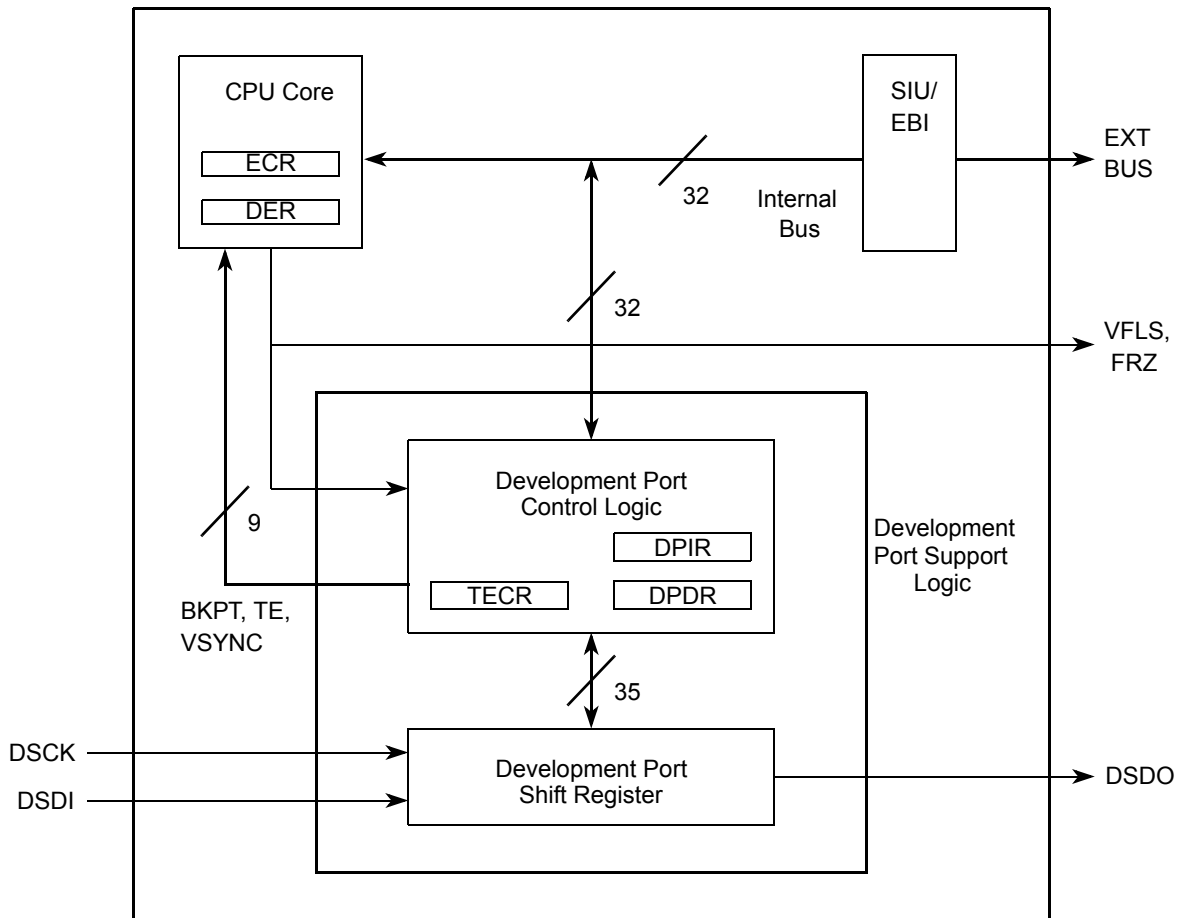 CPU Core
ECR
DER
SIU/
EBI
EXT
BUS
32
Internal
Bus
32
VFLS,
FRZ
Development Port
Control Logic
9
DPIR
TECR
DPDR
Development
Port Support
Logic
BKPT, TE,
VSYNC
35
DSCK
DSDI
Development Port
Shift Register
DSDO